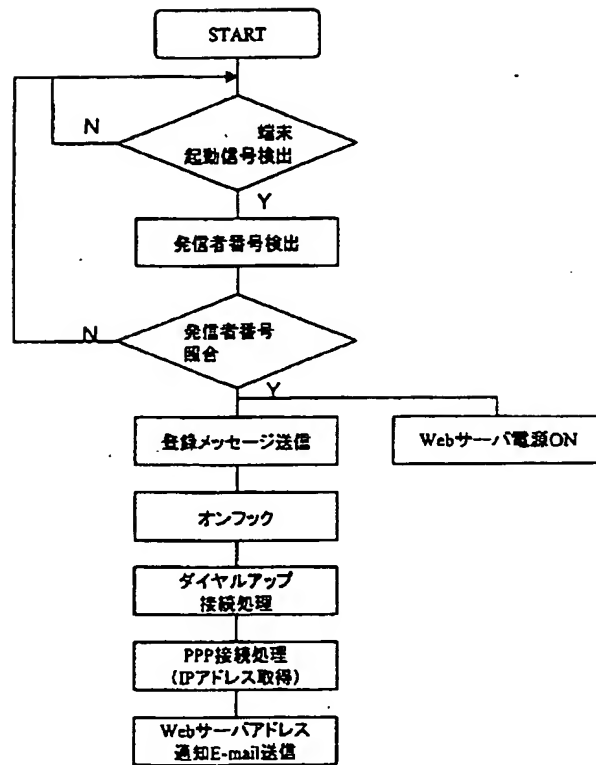 START
N
端末
起動信号検出
Y
発信者番号検出
N
発信者番号
照合
Y
登録メッセージ送信
Webサーバ電源ON
オンフック
ダイヤルアップ
接続処理
PPP接続処理
(IPアドレス取得)
Webサーバアドレス
通知E-mail送信